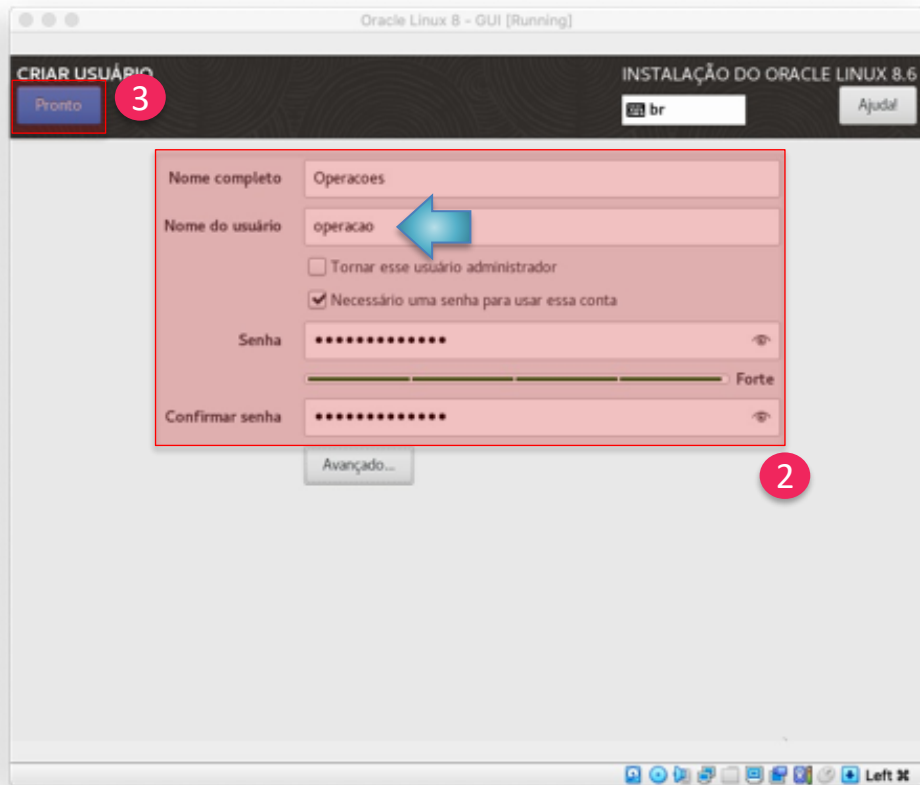 Oracle Linux 8 - GUI [Running]
CRIAR USUÁRIO
INSTALAÇÃO DO ORACLE LINUX 8.6
Pronto
3
br
Ajuda!
Nome completo
Operacoes
Nome do usuário
operacao
Tornar esse usuário administrador
Necessário uma senha para usar essa conta
Senha
•••••••••••••
Forte
Confirmar senha
•••••••••••••
Avançado...
2
Left ⌘